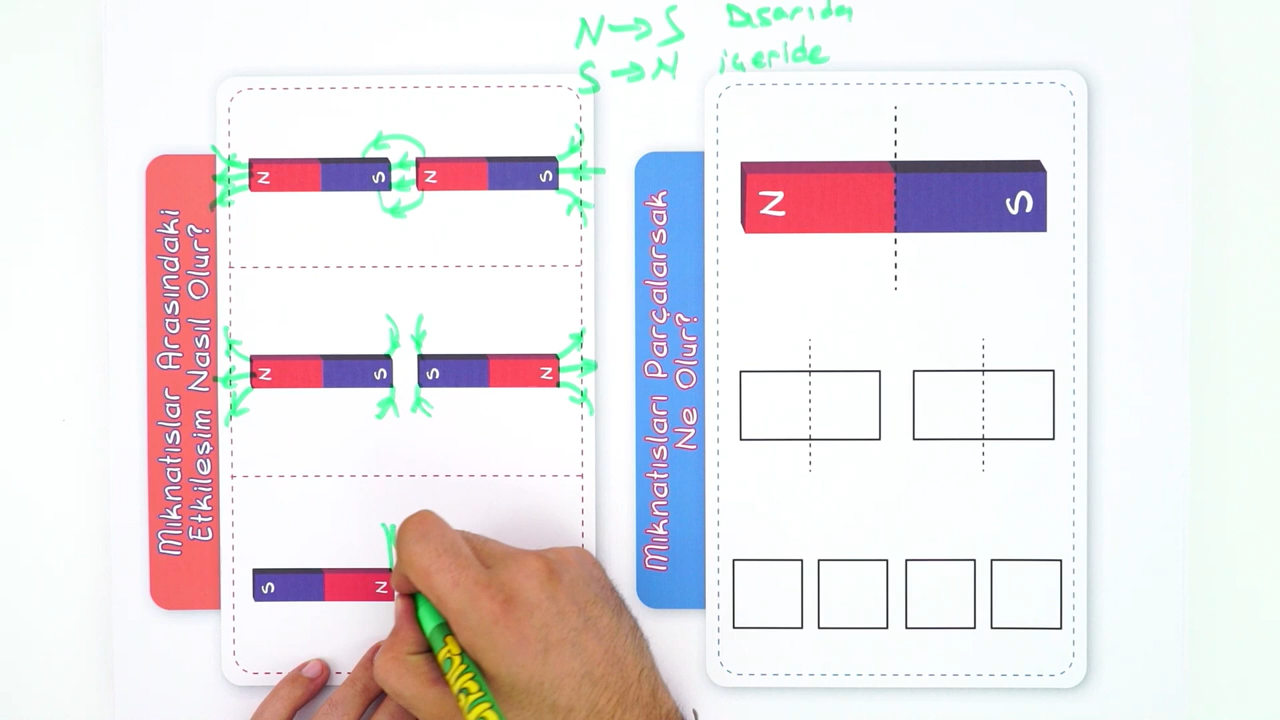 N→S Dışarıda
S→N içeride
Mıknatıslar Arasındaki
Etkileşim Nasıl Olur?
N S N S
N S S N
S N
Mıknatısları Parçalarsak
Ne Olur?
N S